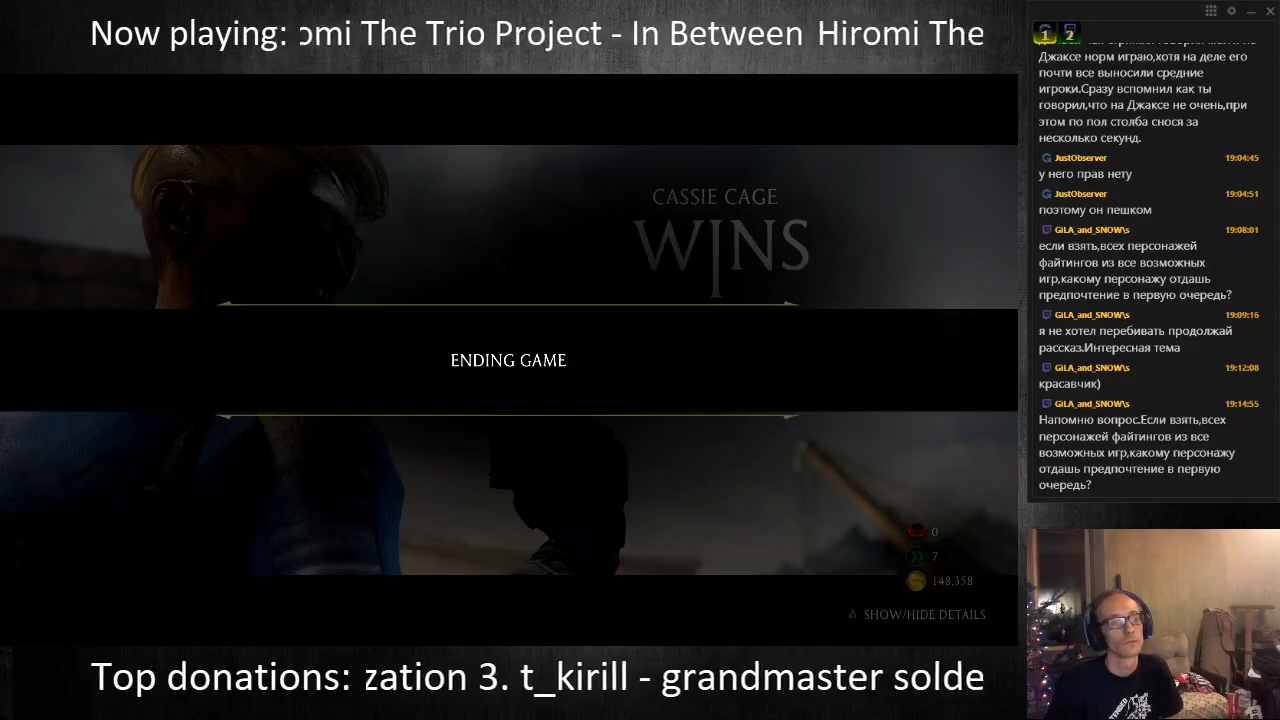 Now playing: omi The Trio Project - In Between Hiromi The
CASSIE CAGE
WINS
ENDING GAME
0
7
148,358
△ SHOW/HIDE DETAILS
Top donations: zation 3. t_kirill - grandmaster solde
1 2
Джаксе норм играю,хотя на деле его
почти все выносили средние
игроки.Сразу вспомнил как ты
говорил,что на Джаксе не очень,при
этом по пол столба снося за
несколько секунд.
JustObserver 19:04:45
у него прав нету
JustObserver 19:04:51
поэтому он пешком
GiLA_and_SNOW\s 19:08:01
если взять,всех персонажей
файтингов из все возможных
игр,какому персонажу отдашь
предпочтение в первую очередь?
GiLA_and_SNOW\s 19:09:16
я не хотел перебивать продолжай
рассказ.Интересная тема
GiLA_and_SNOW\s 19:12:08
красавчик)
GiLA_and_SNOW\s 19:14:55
Напомню вопрос.Если взять,всех
персонажей файтингов из все
возможных игр,какому персонажу
отдашь предпочтение в первую
очередь?